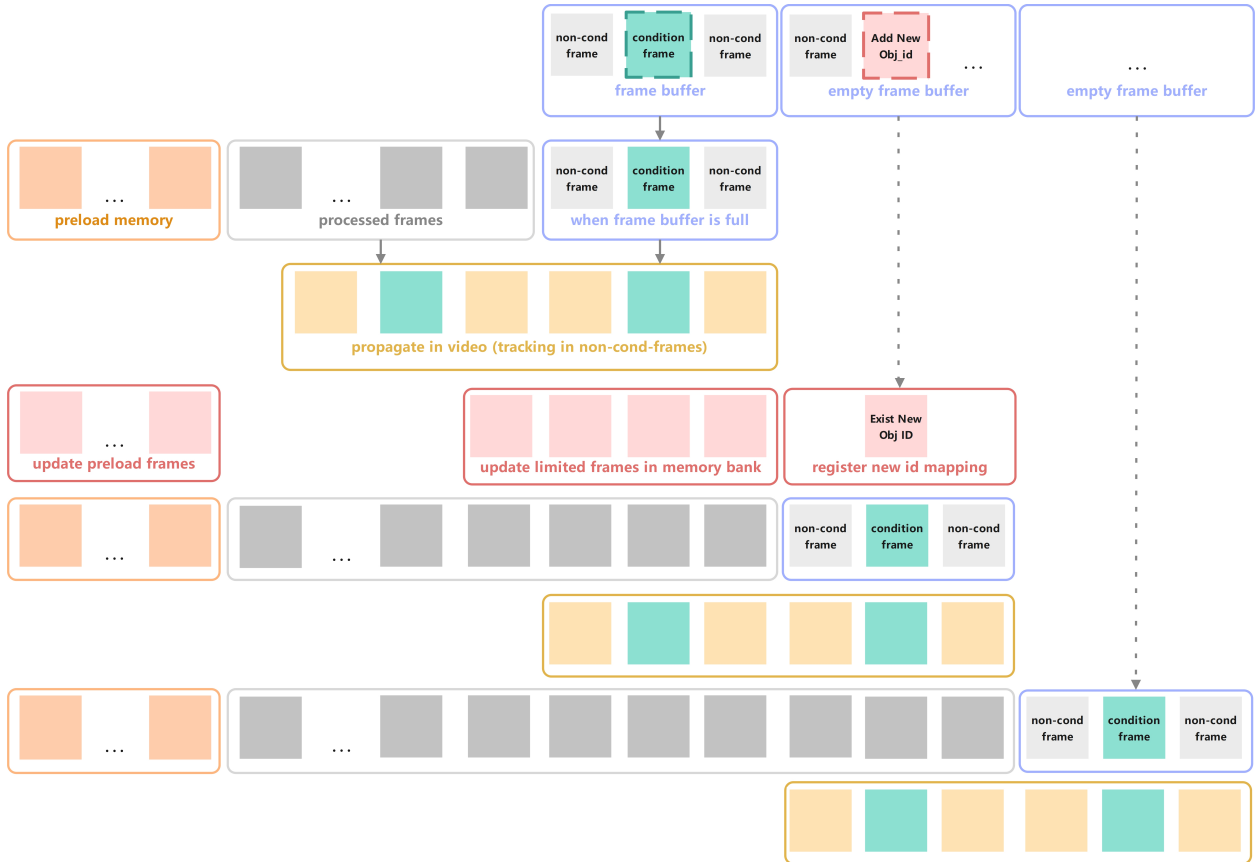 non-cond
frame
condition
frame
non-cond
frame
frame buffer
non-cond
frame
Add New
Obj_id
...
empty frame buffer
...
empty frame buffer
...
preload memory
...
processed frames
non-cond
frame
condition
frame
non-cond
frame
when frame buffer is full
propagate in video (tracking in non-cond-frames)
...
update preload frames
update limited frames in memory bank
Exist New
Obj ID
register new id mapping
...
...
non-cond
frame
condition
frame
non-cond
frame
...
...
non-cond
frame
condition
frame
non-cond
frame